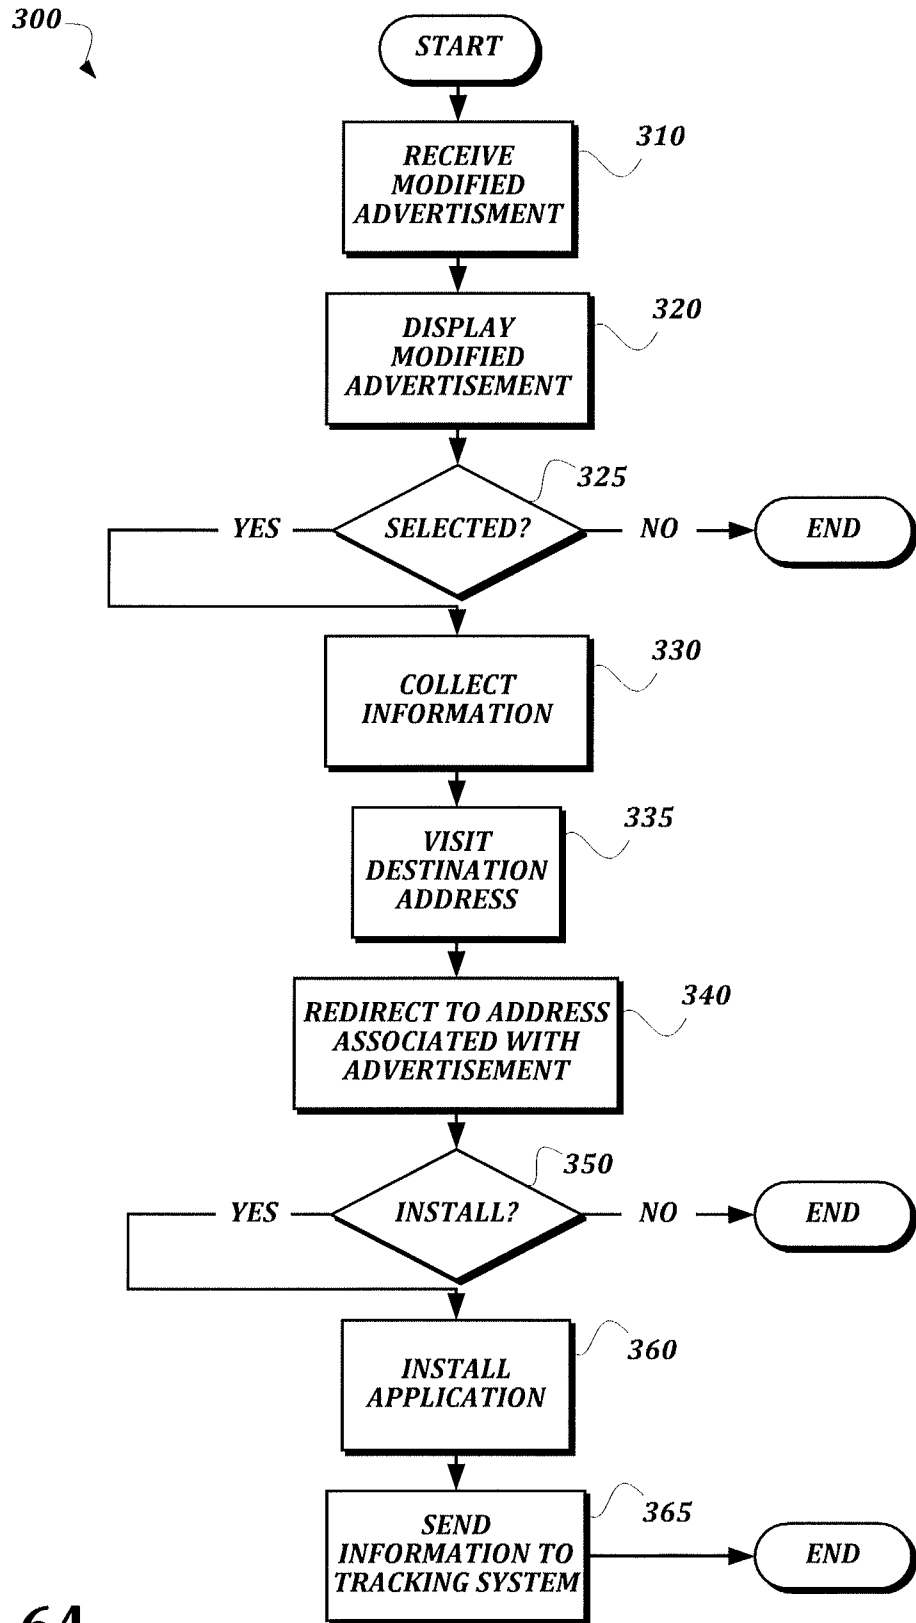 300
START
310
RECEIVE
MODIFIED
ADVERTISMENT
320
DISPLAY
MODIFIED
ADVERTISEMENT
325
YES
SELECTED?
NO
END
330
COLLECT
INFORMATION
335
VISIT
DESTINATION
ADDRESS
340
REDIRECT TO ADDRESS
ASSOCIATED WITH
ADVERTISEMENT
350
YES
INSTALL?
NO
END
360
INSTALL
APPLICATION
365
SEND
INFORMATION TO
TRACKING SYSTEM
END
6A